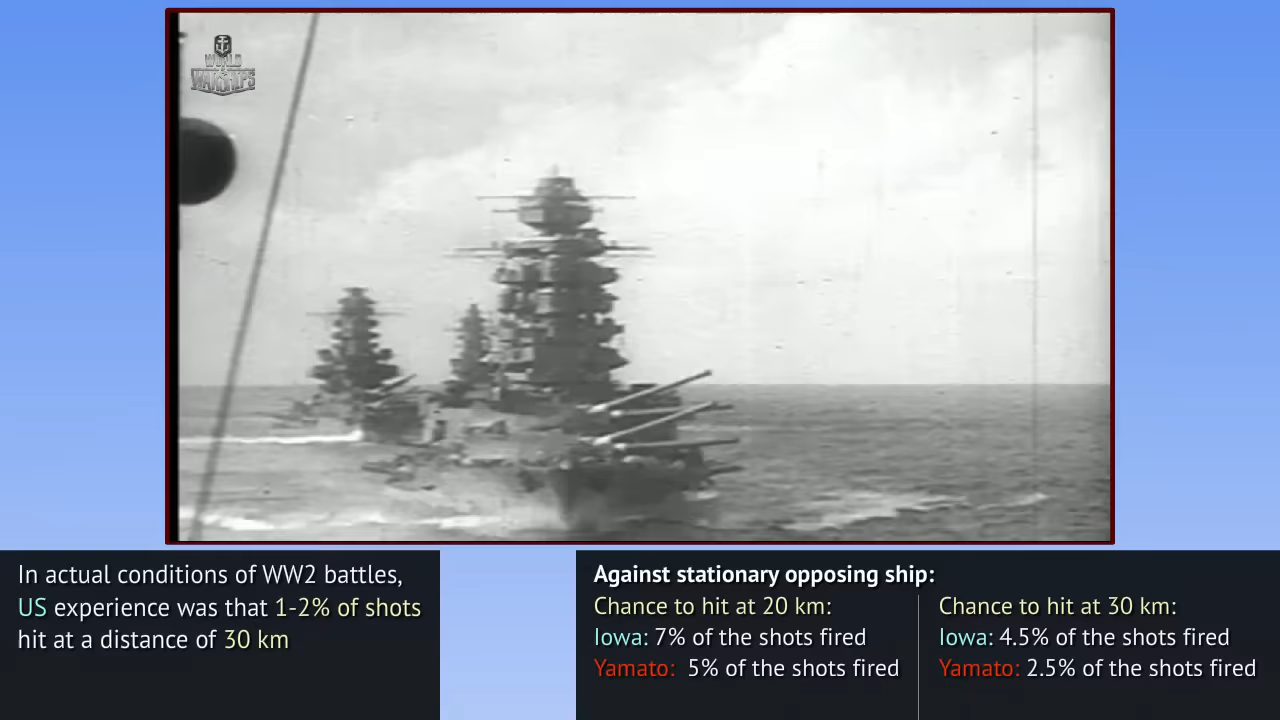 WORLD
OF
WARSHIPS
In actual conditions of WW2 battles,
US experience was that 1-2% of shots
hit at a distance of 30 km
Against stationary opposing ship:
Chance to hit at 20 km:
Iowa: 7% of the shots fired
Yamato: 5% of the shots fired
Chance to hit at 30 km:
Iowa: 4.5% of the shots fired
Yamato: 2.5% of the shots fired